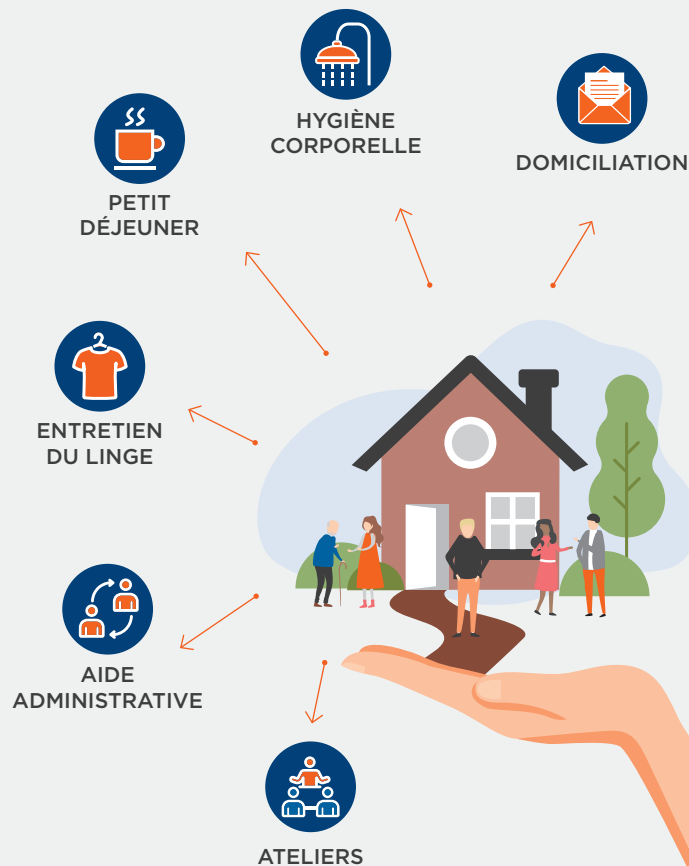 HYGIÈNE
CORPORELLE
DOMICILIATION
PETIT
DÉJEUNER
ENTRETIEN
DU LINGE
AIDE
ADMINISTRATIVE
ATELIERS